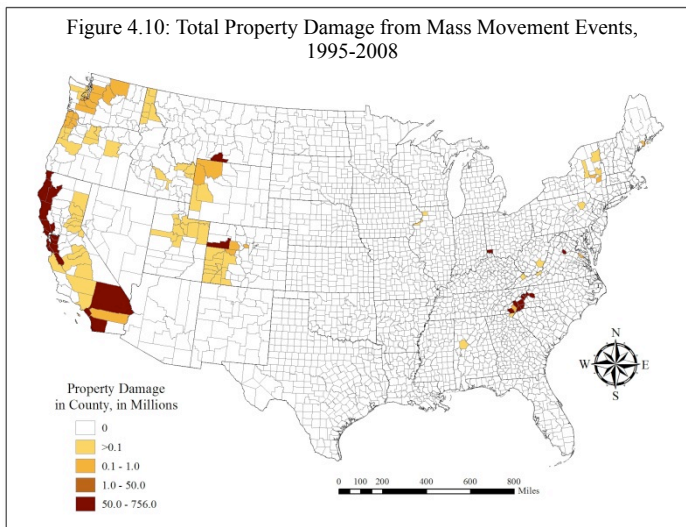 Figure 4.10: Total Property Damage from Mass Movement Events,
1995-2008
N
W E
S
Property Damage
in County, in Millions
0
>0.1
0.1 - 1.0
1.0 - 50.0
50.0 - 756.0
0 100 200 400 600 800
Miles